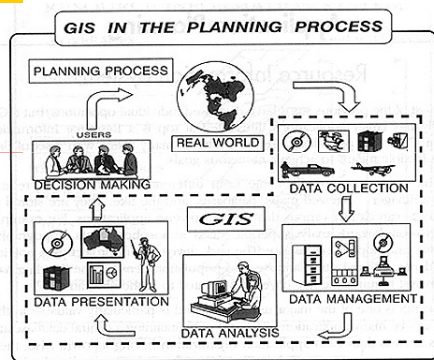 GIS IN THE PLANNING PROCESS
PLANNING PROCESS
USERS
REAL WORLD
DECISION MAKING
DATA COLLECTION
GIS
DATA PRESENTATION
DATA ANALYSIS
DATA MANAGEMENT